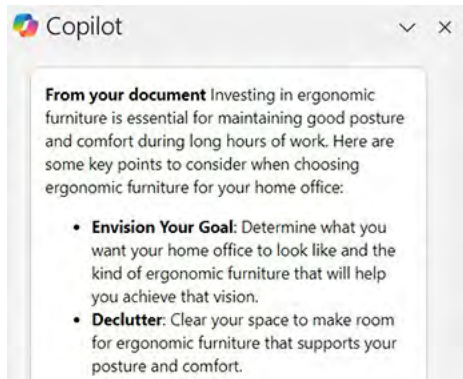 Copilot
From your document Investing in ergonomic
furniture is essential for maintaining good posture
and comfort during long hours of work. Here are
some key points to consider when choosing
ergonomic furniture for your home office:
• Envision Your Goal: Determine what you
want your home office to look like and the
kind of ergonomic furniture that will help
you achieve that vision.
• Declutter: Clear your space to make room
for ergonomic furniture that supports your
posture and comfort.